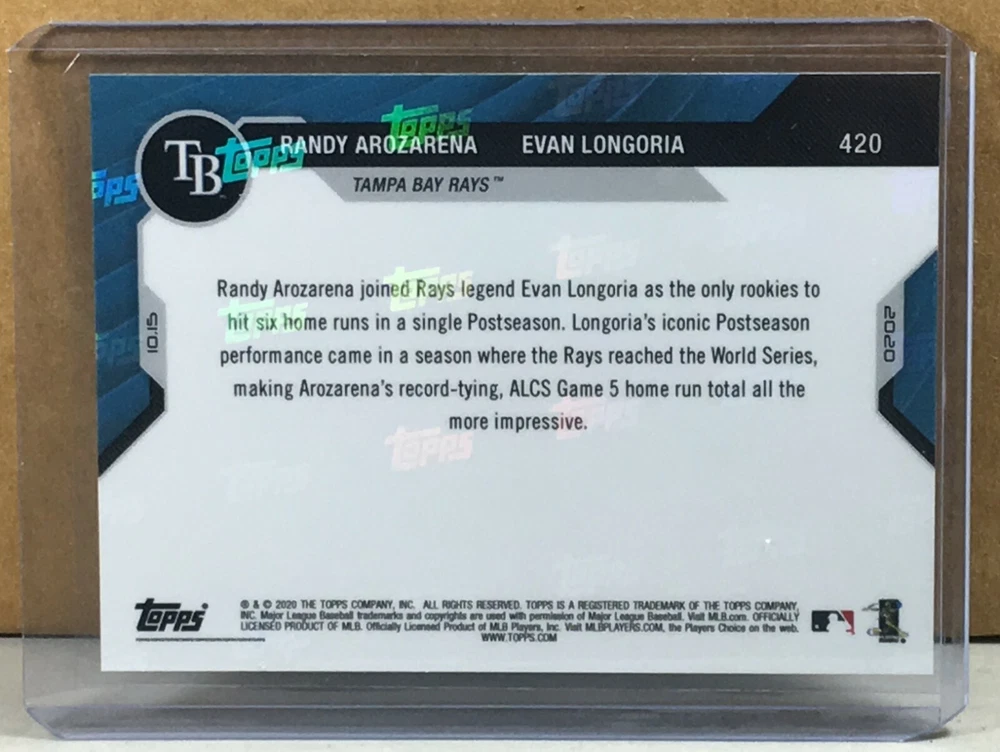 TB
RANDY AROZARENA EVAN LONGORIA 420
TAMPA BAY RAYS™
Randy Arozarena joined Rays legend Evan Longoria as the only rookies to
hit six home runs in a single Postseason. Longoria's iconic Postseason
performance came in a season where the Rays reached the World Series,
making Arozarena's record-tying, ALCS Game 5 home run total all the
more impressive.
10.15
2020
Topps
® & © 2020 THE TOPPS COMPANY, INC. ALL RIGHTS RESERVED. TOPPS IS A REGISTERED TRADEMARK OF THE TOPPS COMPANY,
INC. Major League Baseball trademarks and copyrights are used with permission of Major League Baseball. Visit MLB.com. OFFICIALLY
LICENSED PRODUCT OF MLB. Officially Licensed Product of MLB Players, Inc. Visit MLBPLAYERS.COM, the Players Choice on the web.
WWW.TOPPS.COM